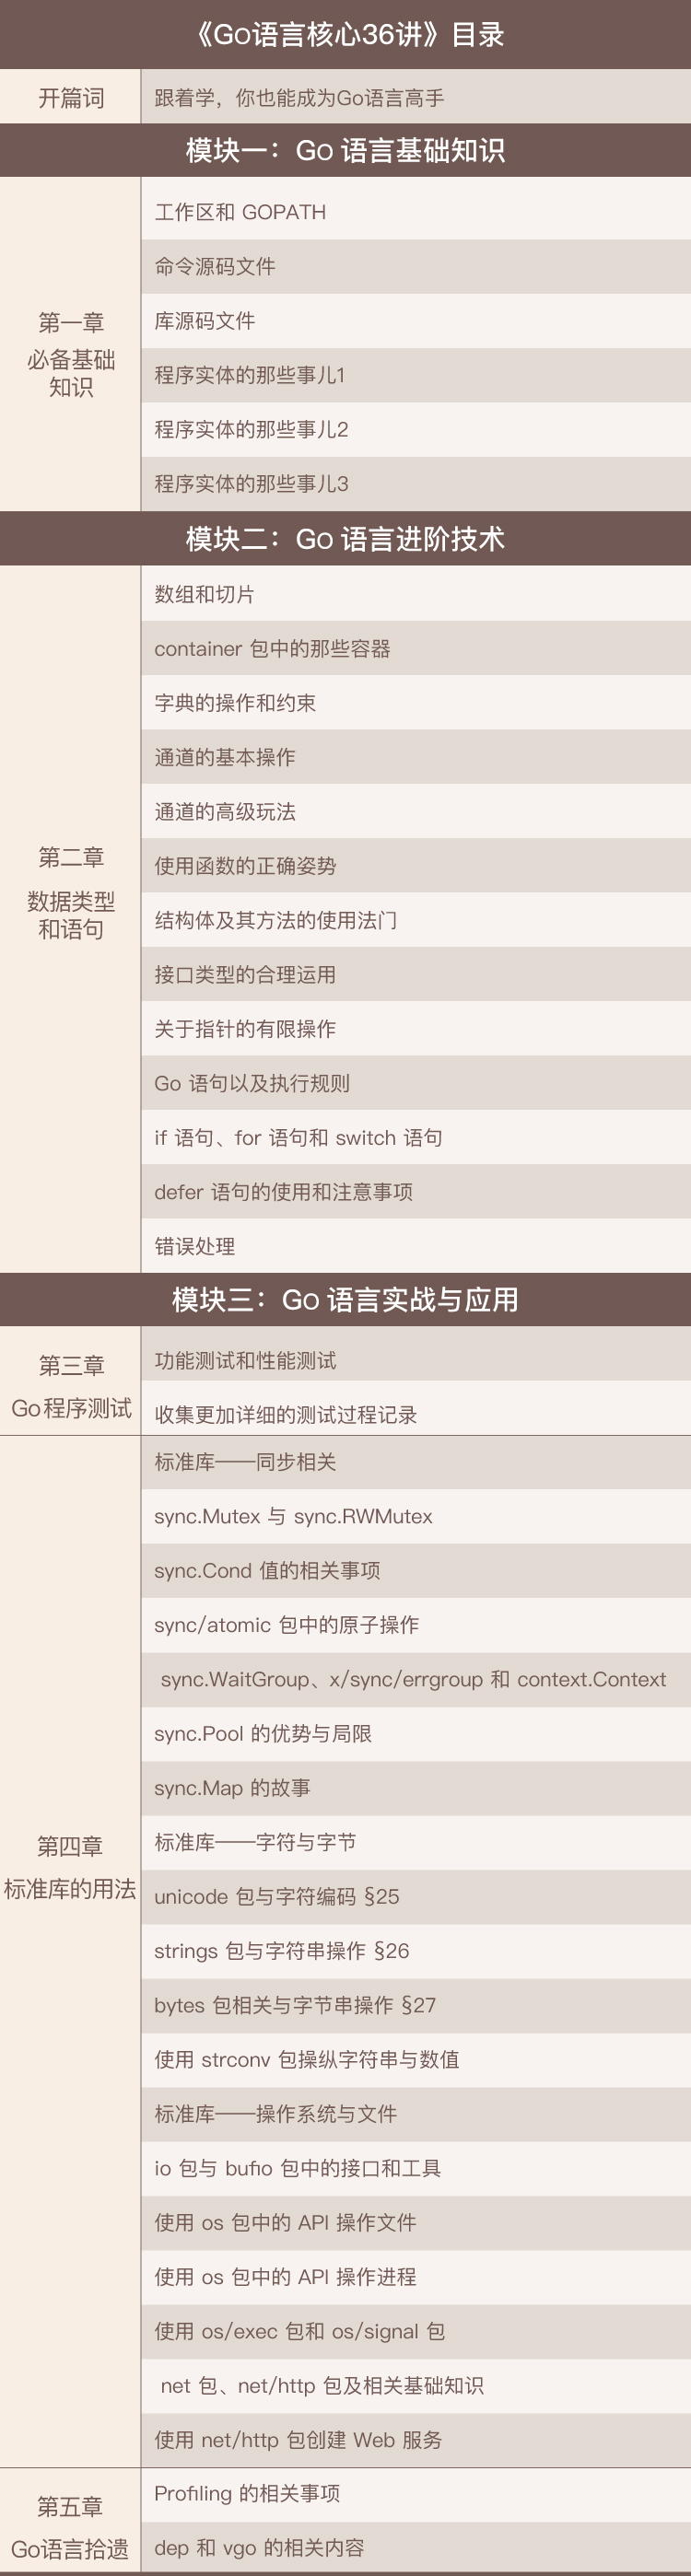 《Go语言核心36讲》目录
开篇词
跟着学，你也能成为Go语言高手
模块一：Go 语言基础知识
第一章
必备基础
知识
工作区和 GOPATH
命令源码文件
库源码文件
程序实体的那些事儿1
程序实体的那些事儿2
程序实体的那些事儿3
模块二：Go 语言进阶技术
第二章
数据类型
和语句
数组和切片
container 包中的那些容器
字典的操作和约束
通道的基本操作
通道的高级玩法
使用函数的正确姿势
结构体及其方法的使用法门
接口类型的合理运用
关于指针的有限操作
Go 语句以及执行规则
if 语句、for 语句和 switch 语句
defer 语句的使用和注意事项
错误处理
模块三：Go 语言实战与应用
第三章
Go程序测试
功能测试和性能测试
收集更加详细的测试过程记录
第四章
标准库的用法
标准库——同步相关
sync.Mutex 与 sync.RWMutex
sync.Cond 值的相关事项
sync/atomic 包中的原子操作
sync.WaitGroup、x/sync/errgroup 和 context.Context
sync.Pool 的优势与局限
sync.Map 的故事
标准库——字符与字节
unicode 包与字符编码 §25
strings 包与字符串操作 §26
bytes 包相关与字节串操作 §27
使用 strconv 包操纵字符串与数值
标准库——操作系统与文件
io 包与 bufio 包中的接口和工具
使用 os 包中的 API 操作文件
使用 os 包中的 API 操作进程
使用 os/exec 包和 os/signal 包
net 包、net/http 包及相关基础知识
使用 net/http 包创建 Web 服务
第五章
Go语言拾遗
Profiling 的相关事项
dep 和 vgo 的相关内容